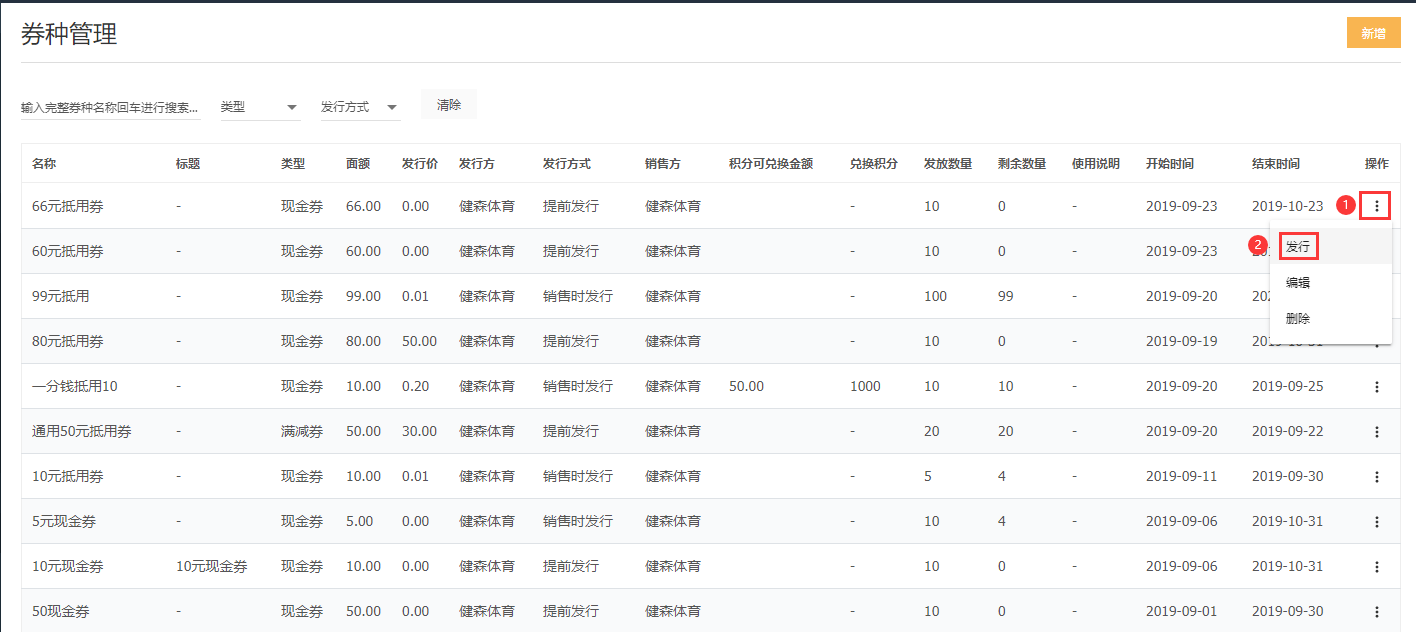 券种管理 新增
输入完整券种名称回车进行搜索... 类型 发行方式 清除
名称 标题 类型 面额 发行价 发行方 发行方式 销售方 积分可兑换金额 兑换积分 发放数量 剩余数量 使用说明 开始时间 结束时间 操作
66元抵用券 - 现金券 66.00 0.00 健森体育 提前发行 健森体育 - 10 0 - 2019-09-23 2019-10-23 1
60元抵用券 - 现金券 60.00 0.00 健森体育 提前发行 健森体育 - 10 0 - 2019-09-23 2 发行
编辑
99元抵用 - 现金券 99.00 0.01 健森体育 销售时发行 健森体育 - 100 99 - 2019-09-20
删除
80元抵用券 - 现金券 80.00 50.00 健森体育 提前发行 健森体育 - 10 0 - 2019-09-19
一分钱抵用10 - 现金券 10.00 0.20 健森体育 销售时发行 健森体育 50.00 1000 10 10 - 2019-09-20 2019-09-25
通用50元抵用券 - 满减券 50.00 30.00 健森体育 提前发行 健森体育 - 20 20 - 2019-09-20 2019-09-22
10元抵用券 - 现金券 10.00 0.01 健森体育 销售时发行 健森体育 - 5 4 - 2019-09-11 2019-09-30
5元现金券 - 现金券 5.00 0.00 健森体育 销售时发行 健森体育 - 10 4 - 2019-09-06 2019-10-31
10元现金券 10元现金券 现金券 10.00 0.00 健森体育 提前发行 健森体育 - 10 0 - 2019-09-06 2019-10-31
50现金券 - 现金券 50.00 0.00 健森体育 提前发行 健森体育 - 10 0 - 2019-09-01 2019-09-30